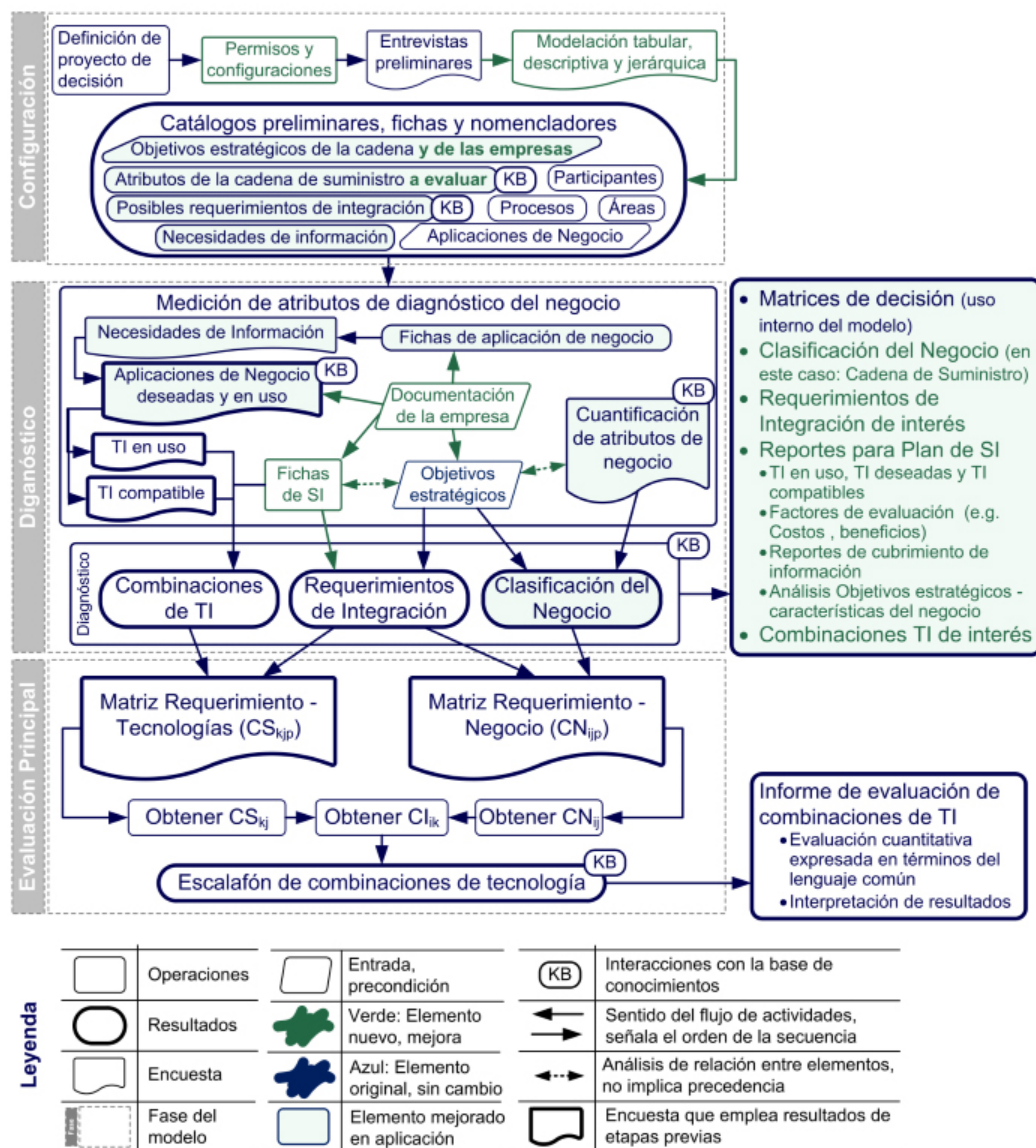 Configuración
Definición de
proyecto de
decisión
Permisos y
configuraciones
Entrevistas
preliminares
Modelación tabular,
descriptiva y jerárquica
Catálogos preliminares, fichas y nomencladores
Objetivos estratégicos de la cadena y de las empresas
Atributos de la cadena de suministro a evaluar
KB
Participantes
Posibles requerimientos de integración
KB
Procesos
Áreas
Necesidades de información
Aplicaciones de Negocio
Diganóstico
Medición de atributos de diagnóstico del negocio
Necesidades de Información
Fichas de aplicación de negocio
Aplicaciones de Negocio
deseadas y en uso
KB
Documentación
de la empresa
KB
Cuantificación
de atributos de
negocio
TI en uso
TI compatible
Fichas
de SI
Objetivos
estratégicos
Diagnóstico
KB
Combinaciones
de TI
Requerimientos
de Integración
Clasificación del
Negocio
• Matrices de decisión (uso
interno del modelo)
• Clasificación del Negocio (en
este caso: Cadena de Suministro)
• Requerimientos de
Integración de interés
• Reportes para Plan de SI
• TI en uso, TI deseadas y TI
compatibles
• Factores de evaluación (e.g.
Costos , beneficios)
• Reportes de cubrimiento de
información
• Análisis Objetivos estratégicos -
características del negocio
• Combinaciones TI de interés
Evaluación Principal
Matriz Requerimiento -
Tecnologías (CSkjp)
Matriz Requerimiento -
Negocio (CNijp)
Obtener CSkj
Obtener CIik
Obtener CNij
KB
Escalafón de combinaciones de tecnología
Informe de evaluación de
combinaciones de TI
• Evaluación cuantitativa
expresada en términos del
lenguaje común
• Interpretación de resultados
Leyenda
Operaciones
Entrada,
precondición
KB
Interacciones con la base de
conocimientos
Resultados
Verde: Elemento
nuevo, mejora
Sentido del flujo de actividades,
señala el orden de la secuencia
Encuesta
Azul: Elemento
original, sin cambio
Análisis de relación entre elementos,
no implica precedencia
Fase
Fase del
modelo
Elemento mejorado
en aplicación
Encuesta que emplea resultados de
etapas previas